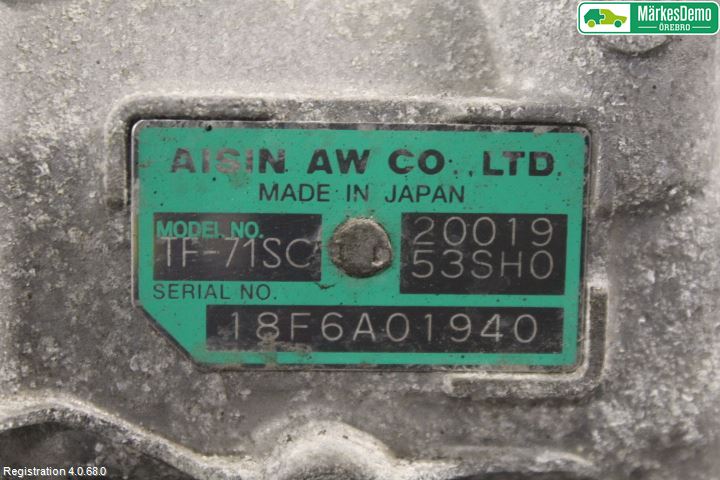 MärkesDemo
ÖREBRO
AISIN AW CO., LTD.
MADE IN JAPAN
MODEL NO.
TF-71SC
20019
53SH0
SERIAL NO.
18F6A01940
Registration 4.0.68.0